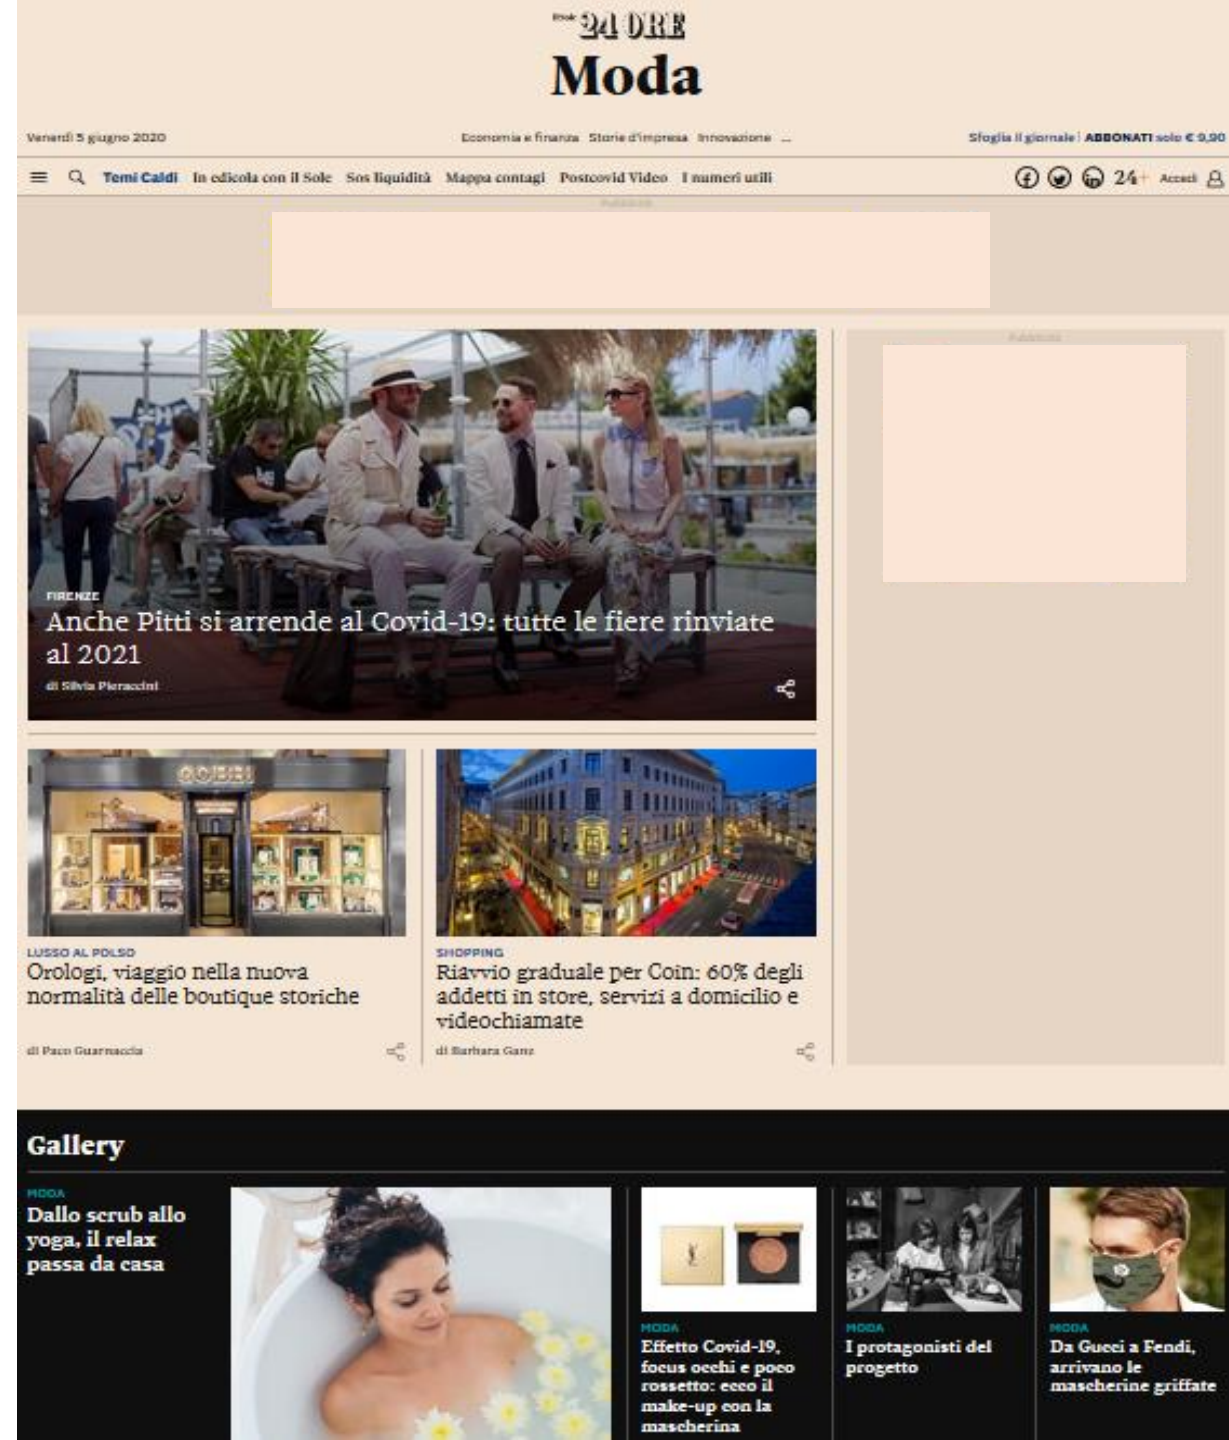 Il Sole 24 ORE
Moda
Venerdì 5 giugno 2020
Economia e finanza Storie d'impresa Innovazione ...
Sfoglia il giornale | ABBONATI solo € 9,90
Temi Caldi In edicola con il Sole Sos liquidità Mappa contagi Postcovid Video I numeri utili
24+ Accedi
Pubblicità
Pubblicità
FIRENZE
Anche Pitti si arrende al Covid-19: tutte le fiere rinviate
al 2021
di Silvia Pieraccini
GOBBI
LUSSO AL POLSO
Orologi, viaggio nella nuova
normalità delle boutique storiche
di Paco Guarnaccia
SHOPPING
Riavvio graduale per Coin: 60% degli
addetti in store, servizi a domicilio e
videochiamate
di Barbara Ganz
Gallery
MODA
Dallo scrub allo
yoga, il relax
passa da casa
MODA
Effetto Covid-19,
focus occhi e poco
rossetto: ecco il
make-up con la
mascherina
MODA
I protagonisti del
progetto
MODA
Da Gucci a Fendi,
arrivano le
mascherine griffate